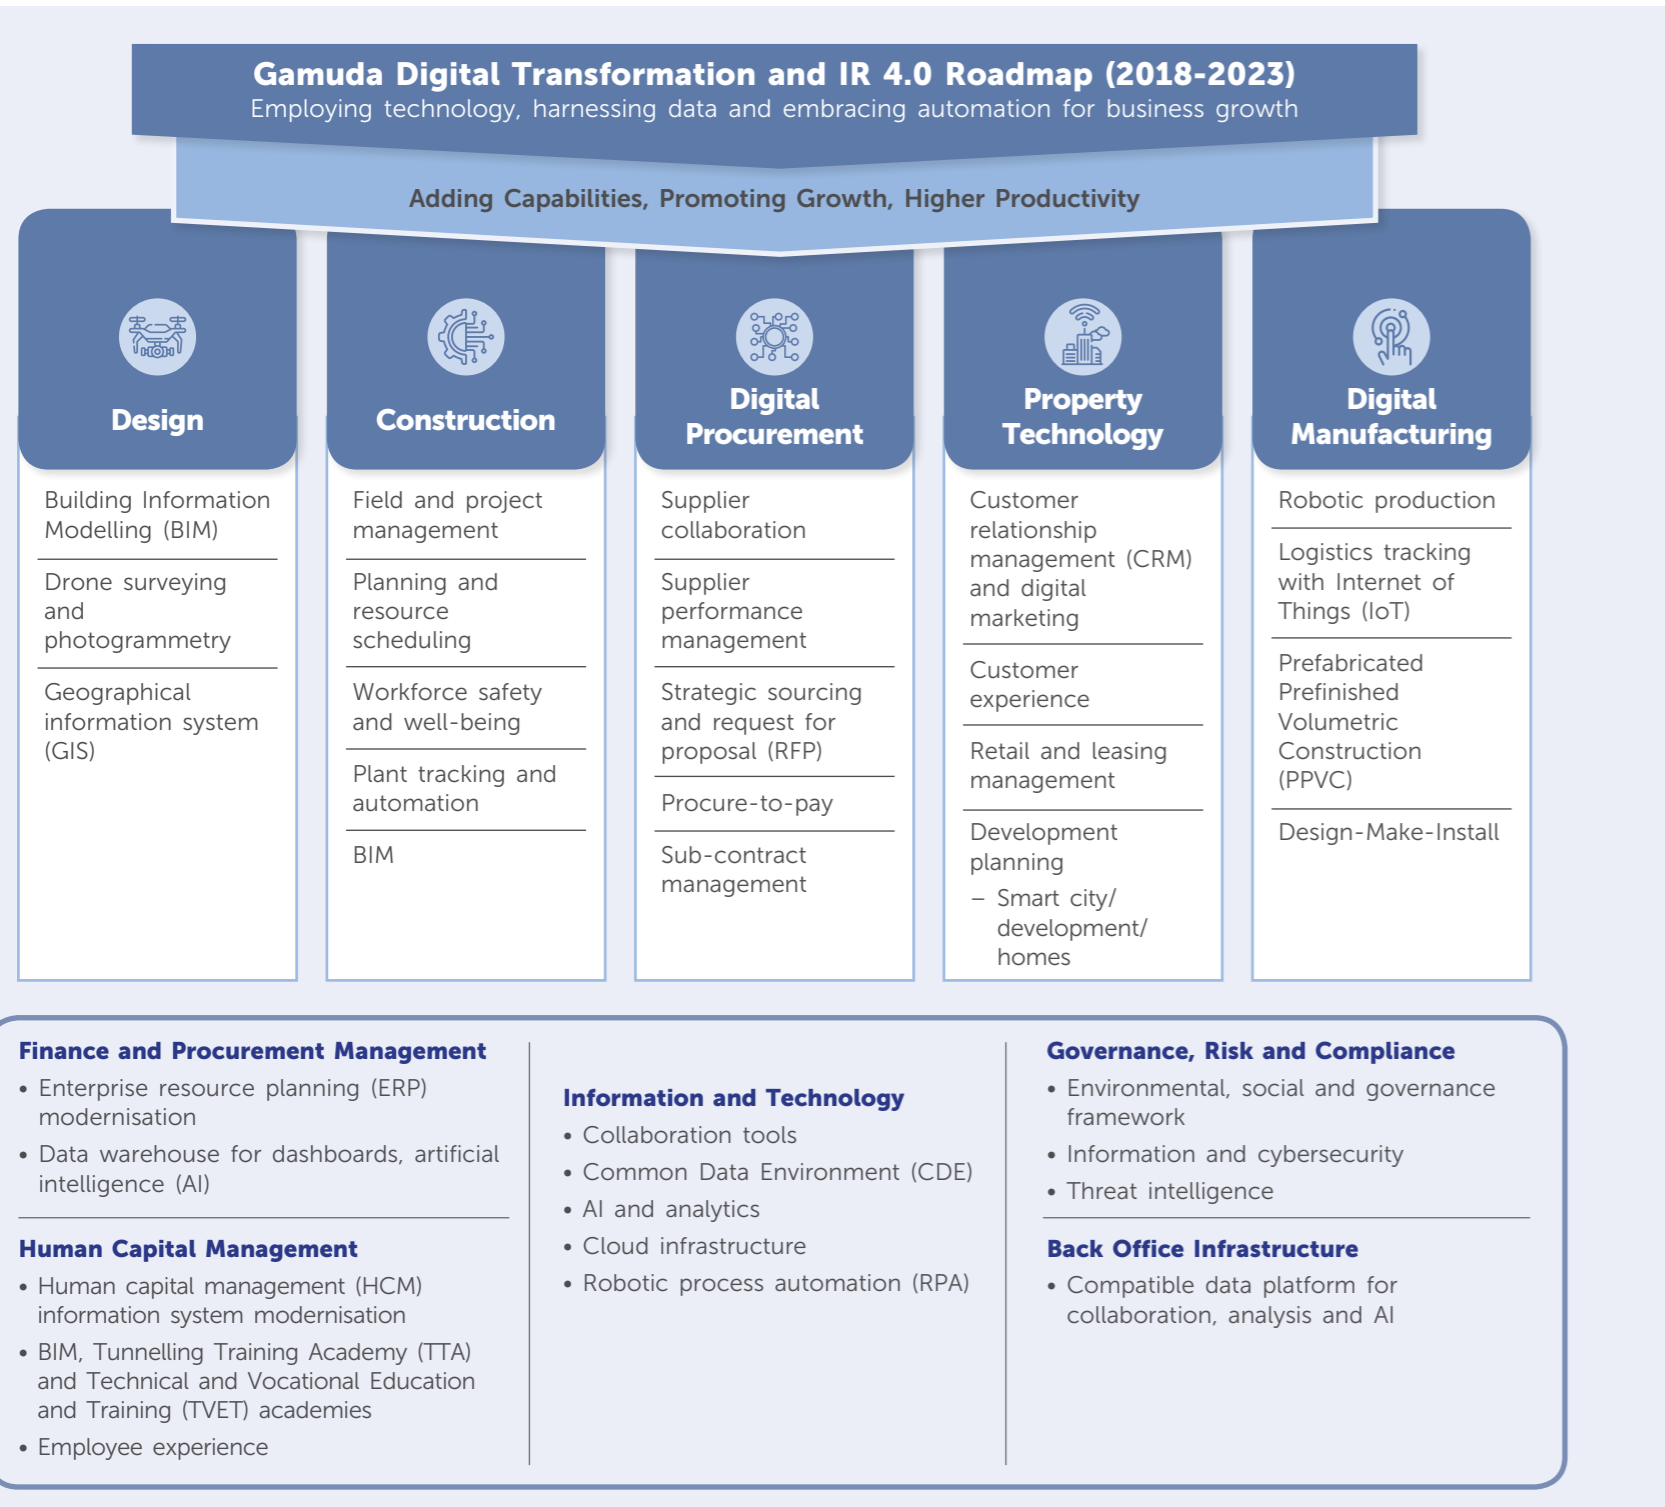 Gamuda Digital Transformation and IR 4.0 Roadmap (2018-2023)
Employing technology, harnessing data and embracing automation for business growth
Adding Capabilities, Promoting Growth, Higher Productivity
Design
Building Information
Modelling (BIM)
Drone surveying
and
photogrammetry
Geographical
information system
(GIS)
Construction
Field and project
management
Planning and
resource
scheduling
Workforce safety
and well-being
Plant tracking and
automation
BIM
Digital
Procurement
Supplier
collaboration
Supplier
performance
management
Strategic sourcing
and request for
proposal (RFP)
Procure-to-pay
Sub-contract
management
Property
Technology
Customer
relationship
management (CRM)
and digital
marketing
Customer
experience
Retail and leasing
management
Development
planning
– Smart city/
development/
homes
Digital
Manufacturing
Robotic production
Logistics tracking
with Internet of
Things (IoT)
Prefabricated
Prefinished
Volumetric
Construction
(PPVC)
Design-Make-Install
Finance and Procurement Management
• Enterprise resource planning (ERP)
modernisation
• Data warehouse for dashboards, artificial
intelligence (AI)
Human Capital Management
• Human capital management (HCM)
information system modernisation
• BIM, Tunnelling Training Academy (TTA)
and Technical and Vocational Education
and Training (TVET) academies
• Employee experience
Information and Technology
• Collaboration tools
• Common Data Environment (CDE)
• AI and analytics
• Cloud infrastructure
• Robotic process automation (RPA)
Governance, Risk and Compliance
• Environmental, social and governance
framework
• Information and cybersecurity
• Threat intelligence
Back Office Infrastructure
• Compatible data platform for
collaboration, analysis and AI